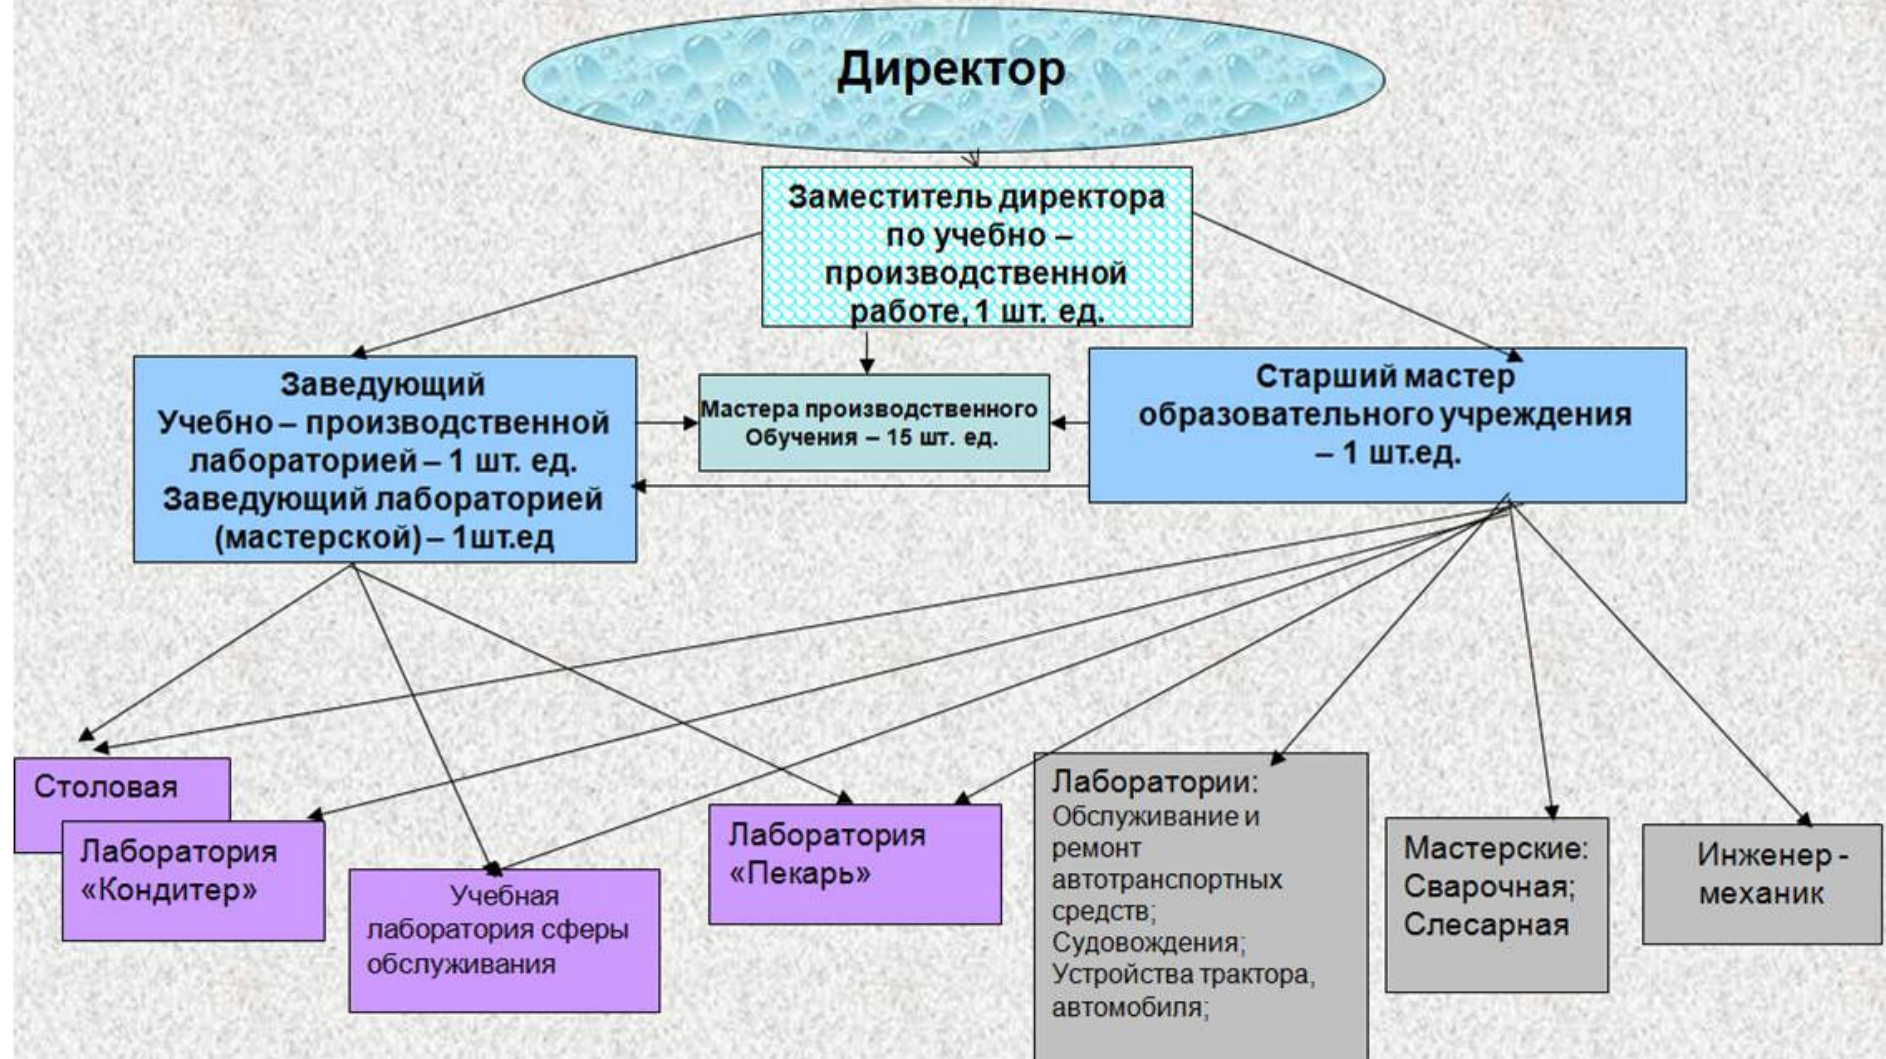 Директор
Заместитель директора
по учебно –
производственной
работе, 1 шт. ед.
Заведующий
Учебно – производственной
лабораторией – 1 шт. ед.
Заведующий лабораторией
(мастерской) – 1шт.ед
Мастера производственного
Обучения – 15 шт. ед.
Старший мастер
образовательного учреждения
– 1 шт.ед.
Столовая
Лаборатория
«Кондитер»
Учебная
лаборатория сферы
обслуживания
Лаборатория
«Пекарь»
Лаборатории:
Обслуживание и
ремонт
автотранспортных
средств;
Судовождения;
Устройства трактора,
автомобиля;
Мастерские:
Сварочная;
Слесарная
Инженер -
механик